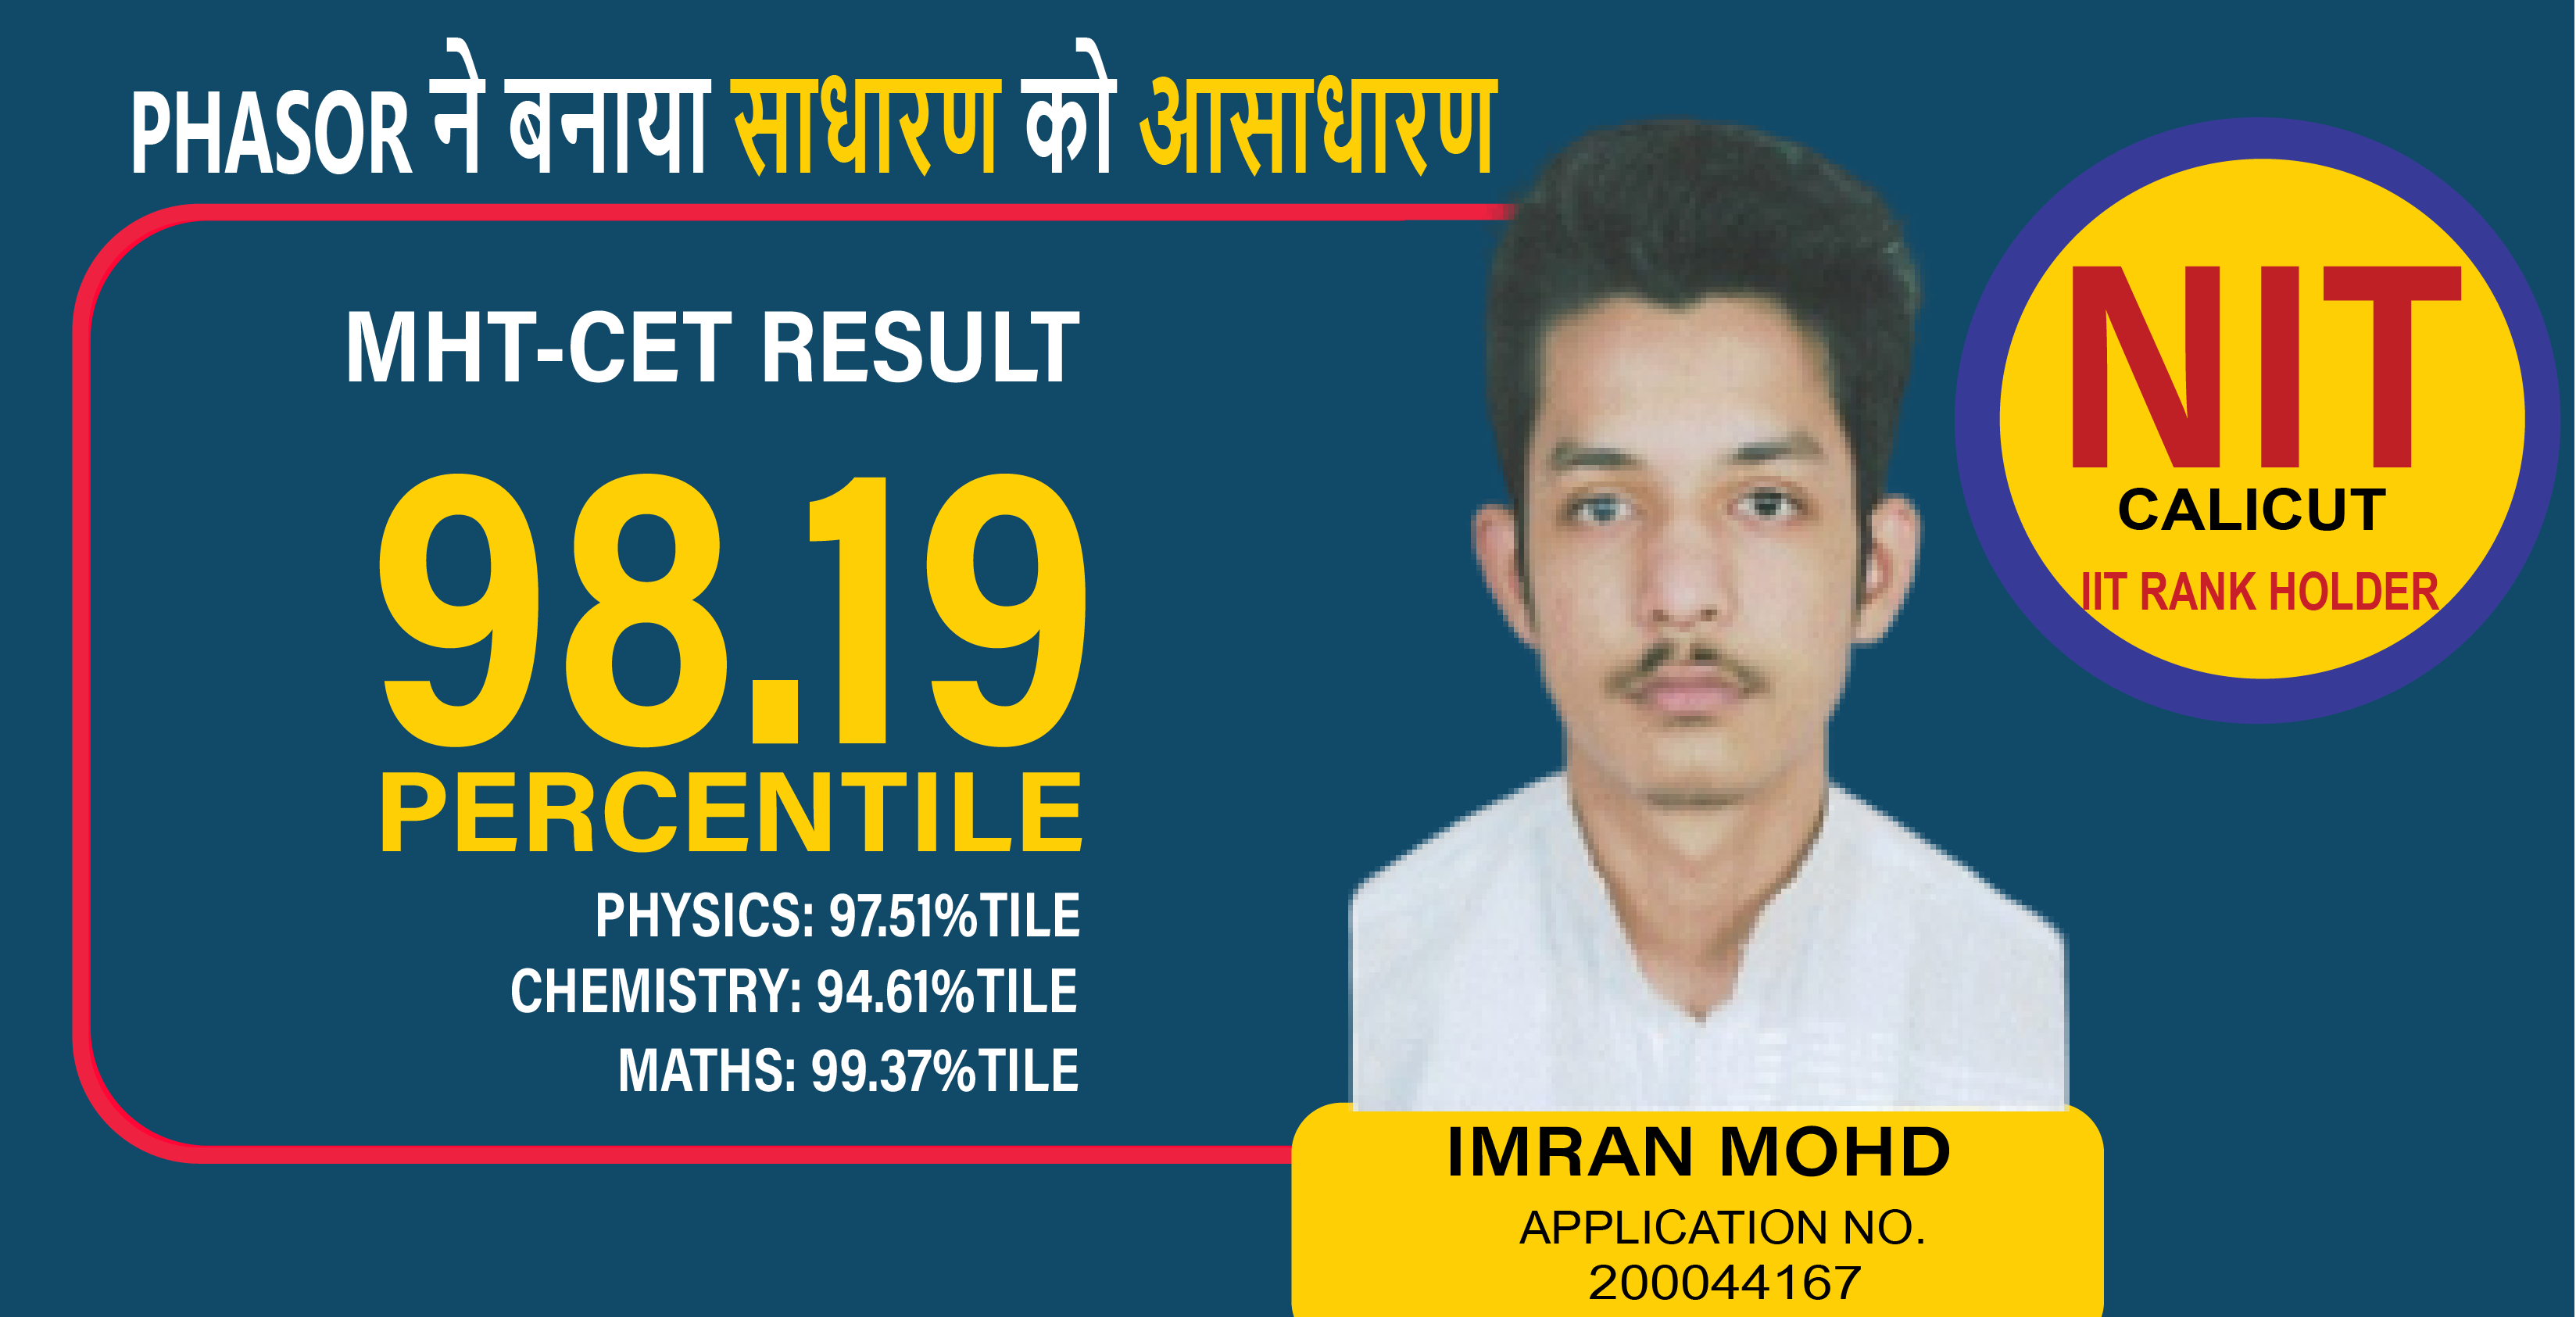 PHASOR ने बनाया साधारण को आसाधारण
MHT-CET RESULT
98.19
PERCENTILE
PHYSICS: 97.51%TILE
CHEMISTRY: 94.61%TILE
MATHS: 99.37%TILE
NIT
CALICUT
IIT RANK HOLDER
IMRAN MOHD
APPLICATION NO.
200044167